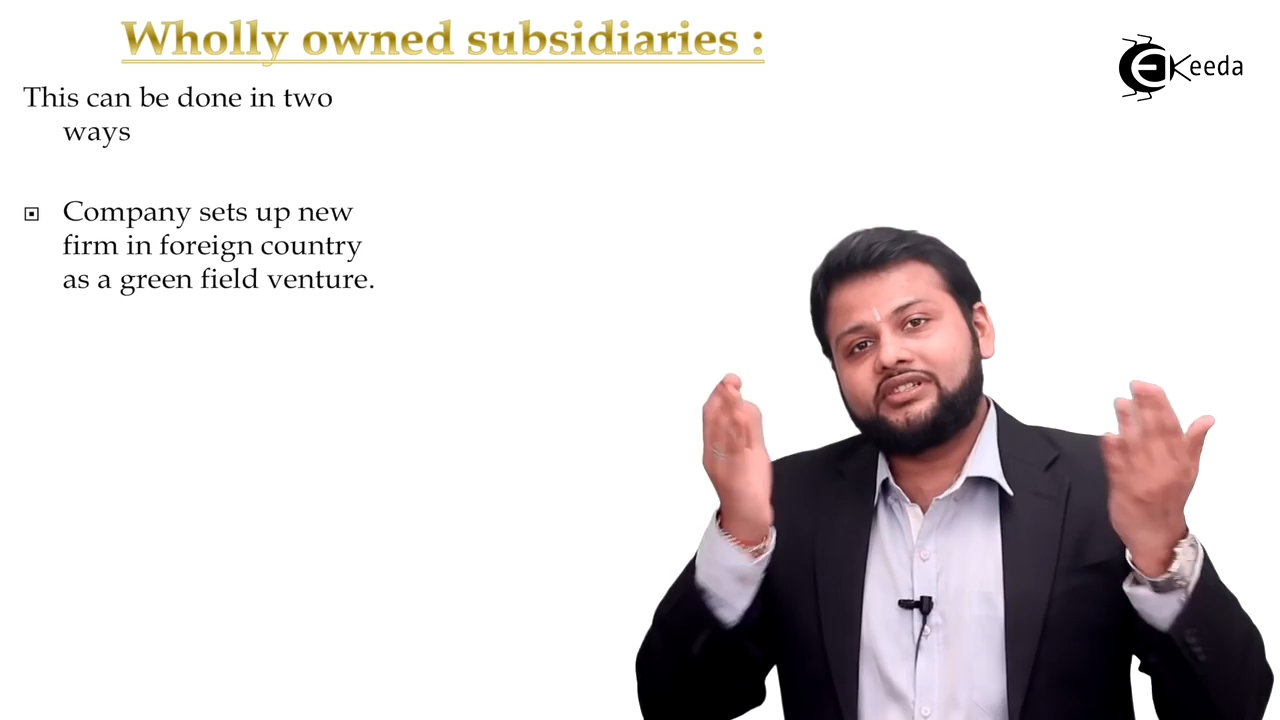 Wholly owned subsidiaries :
Keeda
This can be done in two
ways
Company sets up new
firm in foreign country
as a green field venture.